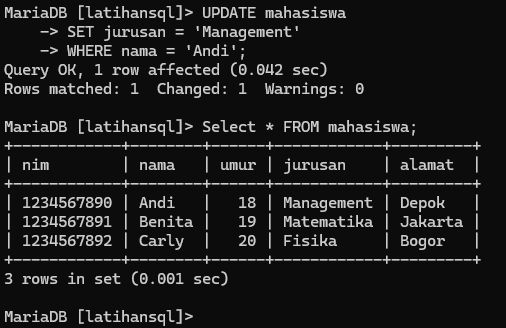 MariaDB [latihansql]> UPDATE mahasiswa
    -> SET jurusan = 'Management'
    -> WHERE nama = 'Andi';
Query OK, 1 row affected (0.042 sec)
Rows matched: 1  Changed: 1  Warnings: 0

MariaDB [latihansql]> Select * FROM mahasiswa;
+------------+--------+------+------------+---------+
| nim        | nama   | umur | jurusan    | alamat  |
+------------+--------+------+------------+---------+
| 1234567890 | Andi   |   18 | Management | Depok   |
| 1234567891 | Benita |   19 | Matematika | Jakarta |
| 1234567892 | Carly  |   20 | Fisika     | Bogor   |
+------------+--------+------+------------+---------+
3 rows in set (0.001 sec)

MariaDB [latihansql]>